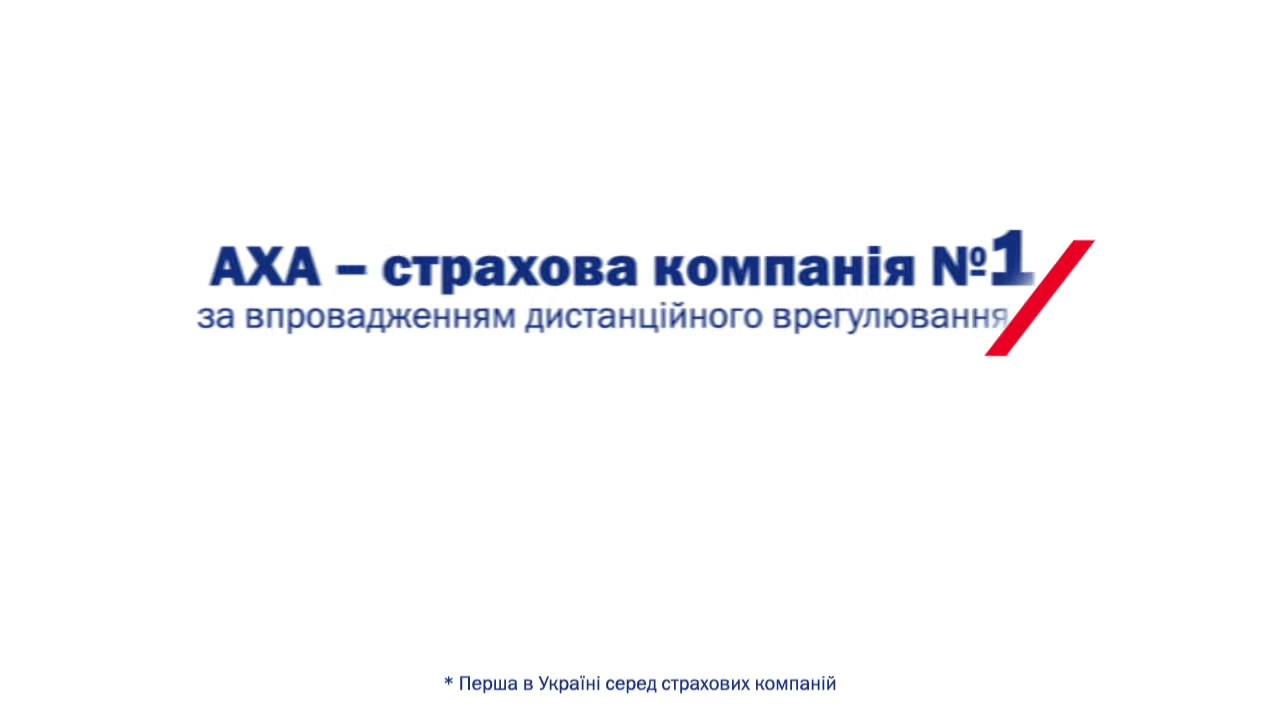 АХА – страхова компанія №1
за впровадженням дистанційного врегулювання
* Перша в Україні серед страхових компаній